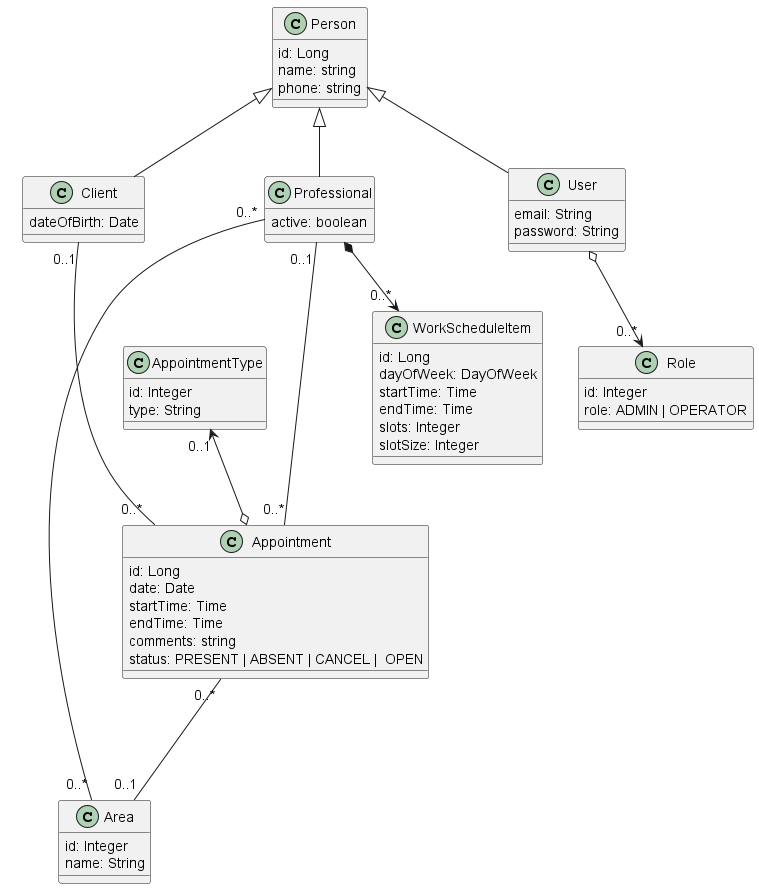 C Person
id: Long
name: string
phone: string
C Client
dateOfBirth: Date
C Professional
active: boolean
C User
email: String
password: String
0..*
0..1
0..1
0..*
0..*
C WorkScheduleItem
id: Long
dayOfWeek: DayOfWeek
startTime: Time
endTime: Time
slots: Integer
slotSize: Integer
C AppointmentType
id: Integer
type: String
C Role
id: Integer
role: ADMIN | OPERATOR
0..1
0..*
0..*
C Appointment
id: Long
date: Date
startTime: Time
endTime: Time
comments: string
status: PRESENT | ABSENT | CANCEL | OPEN
0..*
0..*
0..1
C Area
id: Integer
name: String